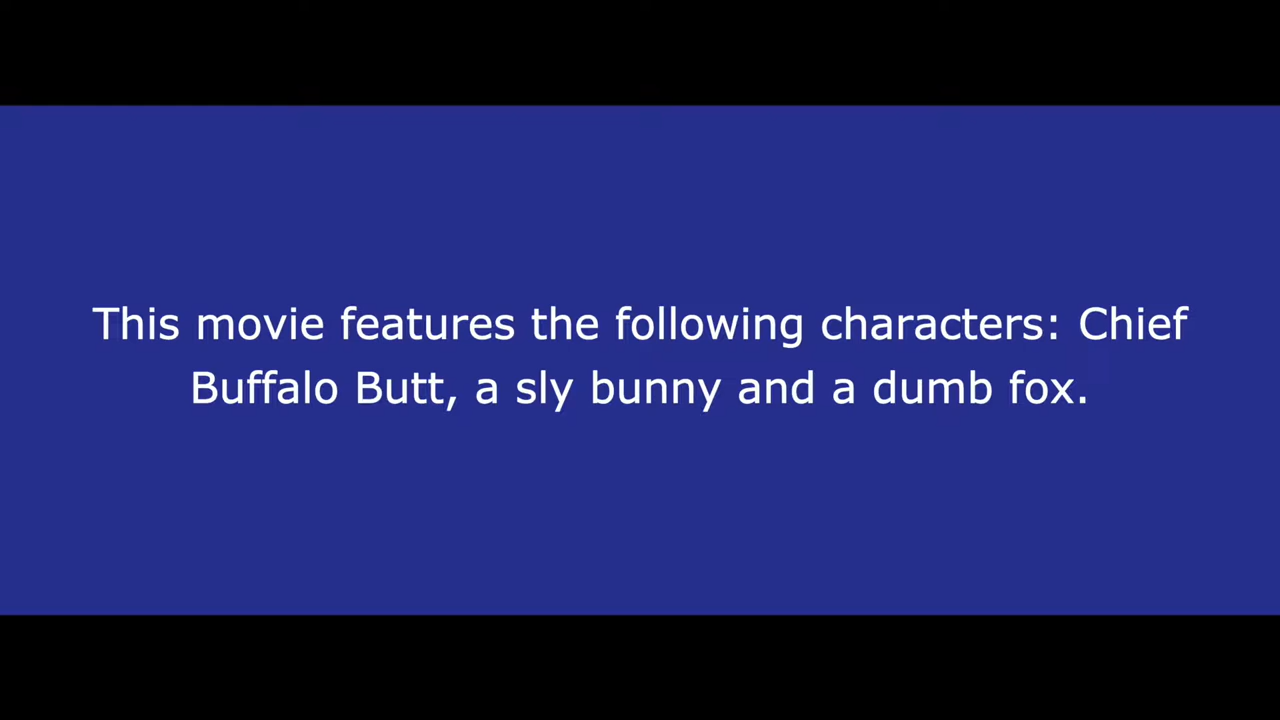 This movie features the following characters: Chief
Buffalo Butt, a sly bunny and a dumb fox.